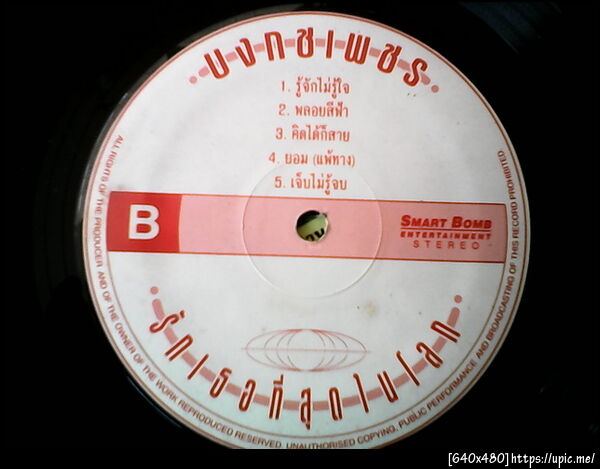 บงกชเพชร
1. รู้จักไม่รู้ใจ
2. พลอยสีฟ้า
3. คิดได้ก็สาย
4. ยอม (แพ้ทาง)
5. เจ็บไม่รู้จบ
B
SMART BOMB
ENTERTAINMENT
STEREO
รักเธอที่สุดในโลก
ALL RIGHTS OF THE PRODUCER AND OF THE OWNER OF THE WORK REPRODUCED RESERVED. UNAUTHORISED COPYING, PUBLIC PERFORMANCE AND BROADCASTING OF THIS RECORD PROHIBITED
[640x480]https://upic.me/